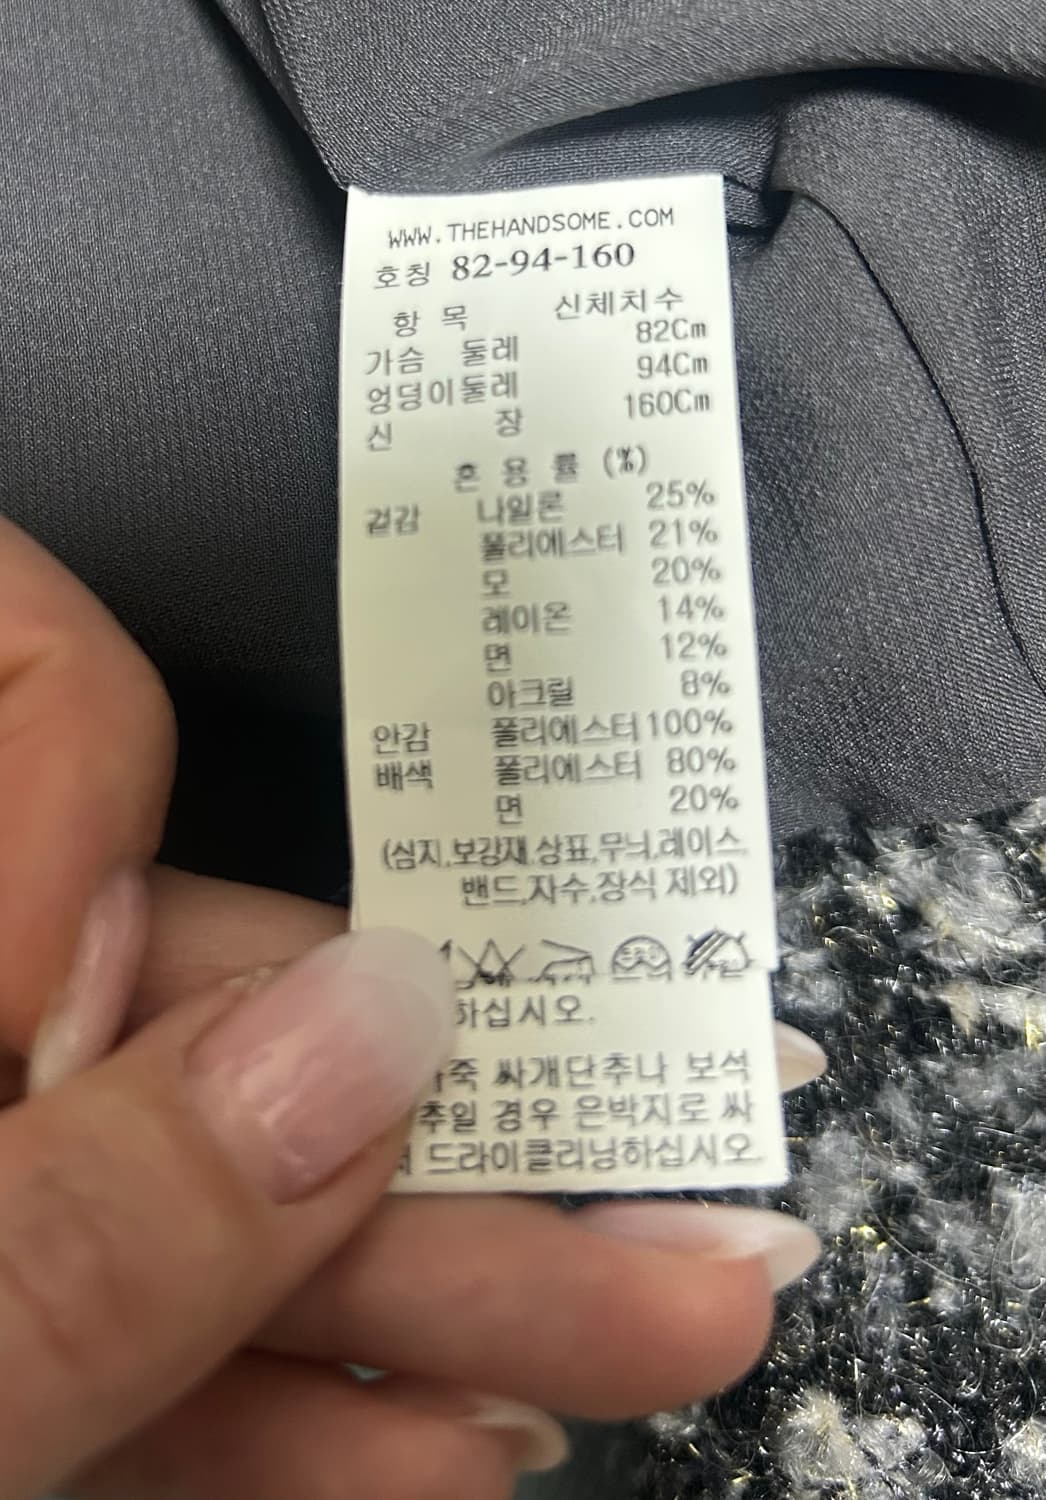 WWW.THEHANDSOME.COM
호칭 82-94-160
항 목 신체치수
가슴 둘레 82Cm
엉덩이둘레 94Cm
신 장 160Cm
혼 용 률 (%)
겉감 나일론 25%
폴리에스터 21%
모 20%
레이온 14%
면 12%
아크릴 8%
안감 폴리에스터 100%
배색 폴리에스터 80%
면 20%
(심지,보강재,상표,무늬,레이스
밴드,자수,장식 제외)
하십시오.
싸개단추나 보석
경우 은박지로 싸
드라이클리닝하십시오.